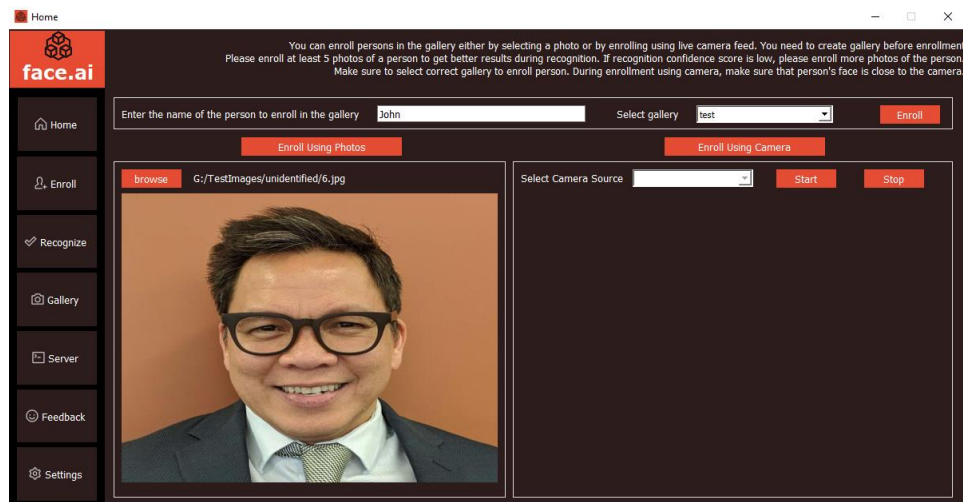 Home
face.ai
You can enroll persons in the gallery either by selecting a photo or by enrolling using live camera feed. You need to create gallery before enrollment
Please enroll at least 5 photos of a person to get better results during recognition. If recognition confidence score is low, please enroll more photos of the person.
Make sure to select correct gallery to enroll person. During enrollment using camera, make sure that person's face is close to the camera.
Home
Enroll
Recognize
Gallery
Server
Feedback
Settings
Enter the name of the person to enroll in the gallery John Select gallery test Enroll
Enroll Using Photos
browse G:/TestImages/unidentified/6.jpg
Enroll Using Camera
Select Camera Source Start Stop